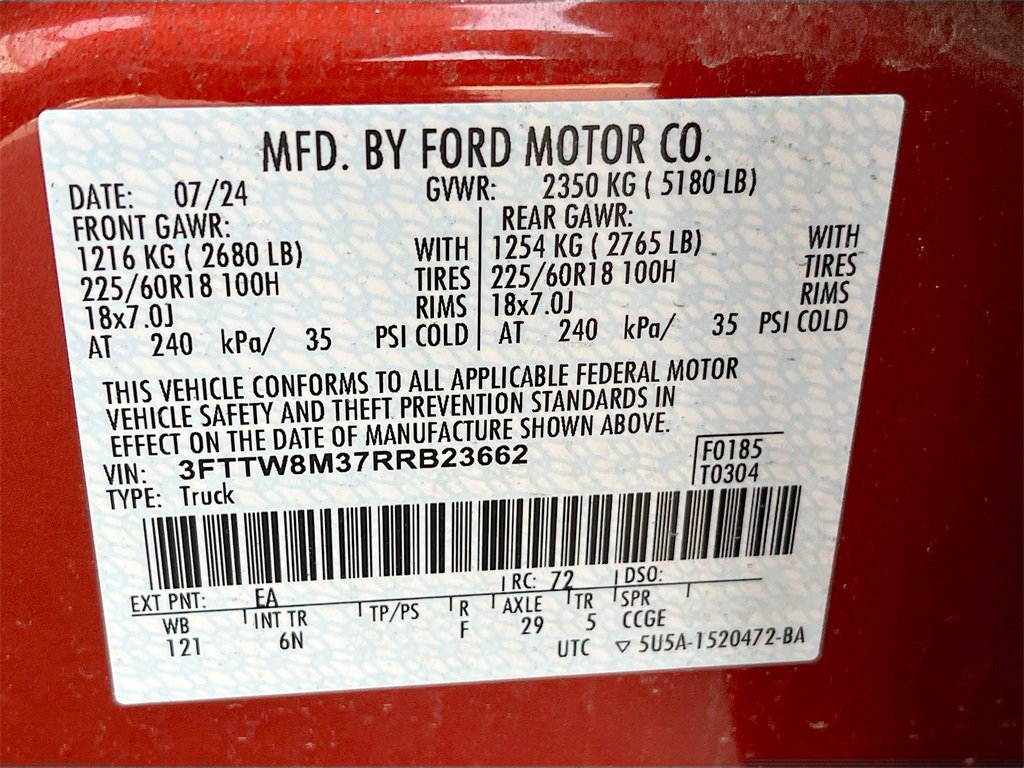 MFD. BY FORD MOTOR CO.
DATE: 07/24 GVWR: 2350 KG ( 5180 LB)
FRONT GAWR: REAR GAWR:
1216 KG ( 2680 LB) WITH 1254 KG ( 2765 LB) WITH
225/60R18 100H TIRES 225/60R18 100H TIRES
18x7.0J RIMS 18x7.0J RIMS
AT 240 kPa/ 35 PSI COLD AT 240 kPa/ 35 PSI COLD
THIS VEHICLE CONFORMS TO ALL APPLICABLE FEDERAL MOTOR
VEHICLE SAFETY AND THEFT PREVENTION STANDARDS IN
EFFECT ON THE DATE OF MANUFACTURE SHOWN ABOVE.
VIN: 3FTTW8M37RRB23662 F0185
TYPE: Truck T0304
EXT PNT: EA RC: 72 DSO:
WB INT TR TP/PS R AXLE TR SPR
121 6N F 29 5 CCGE
UTC ▽ 5U5A-1520472-BA